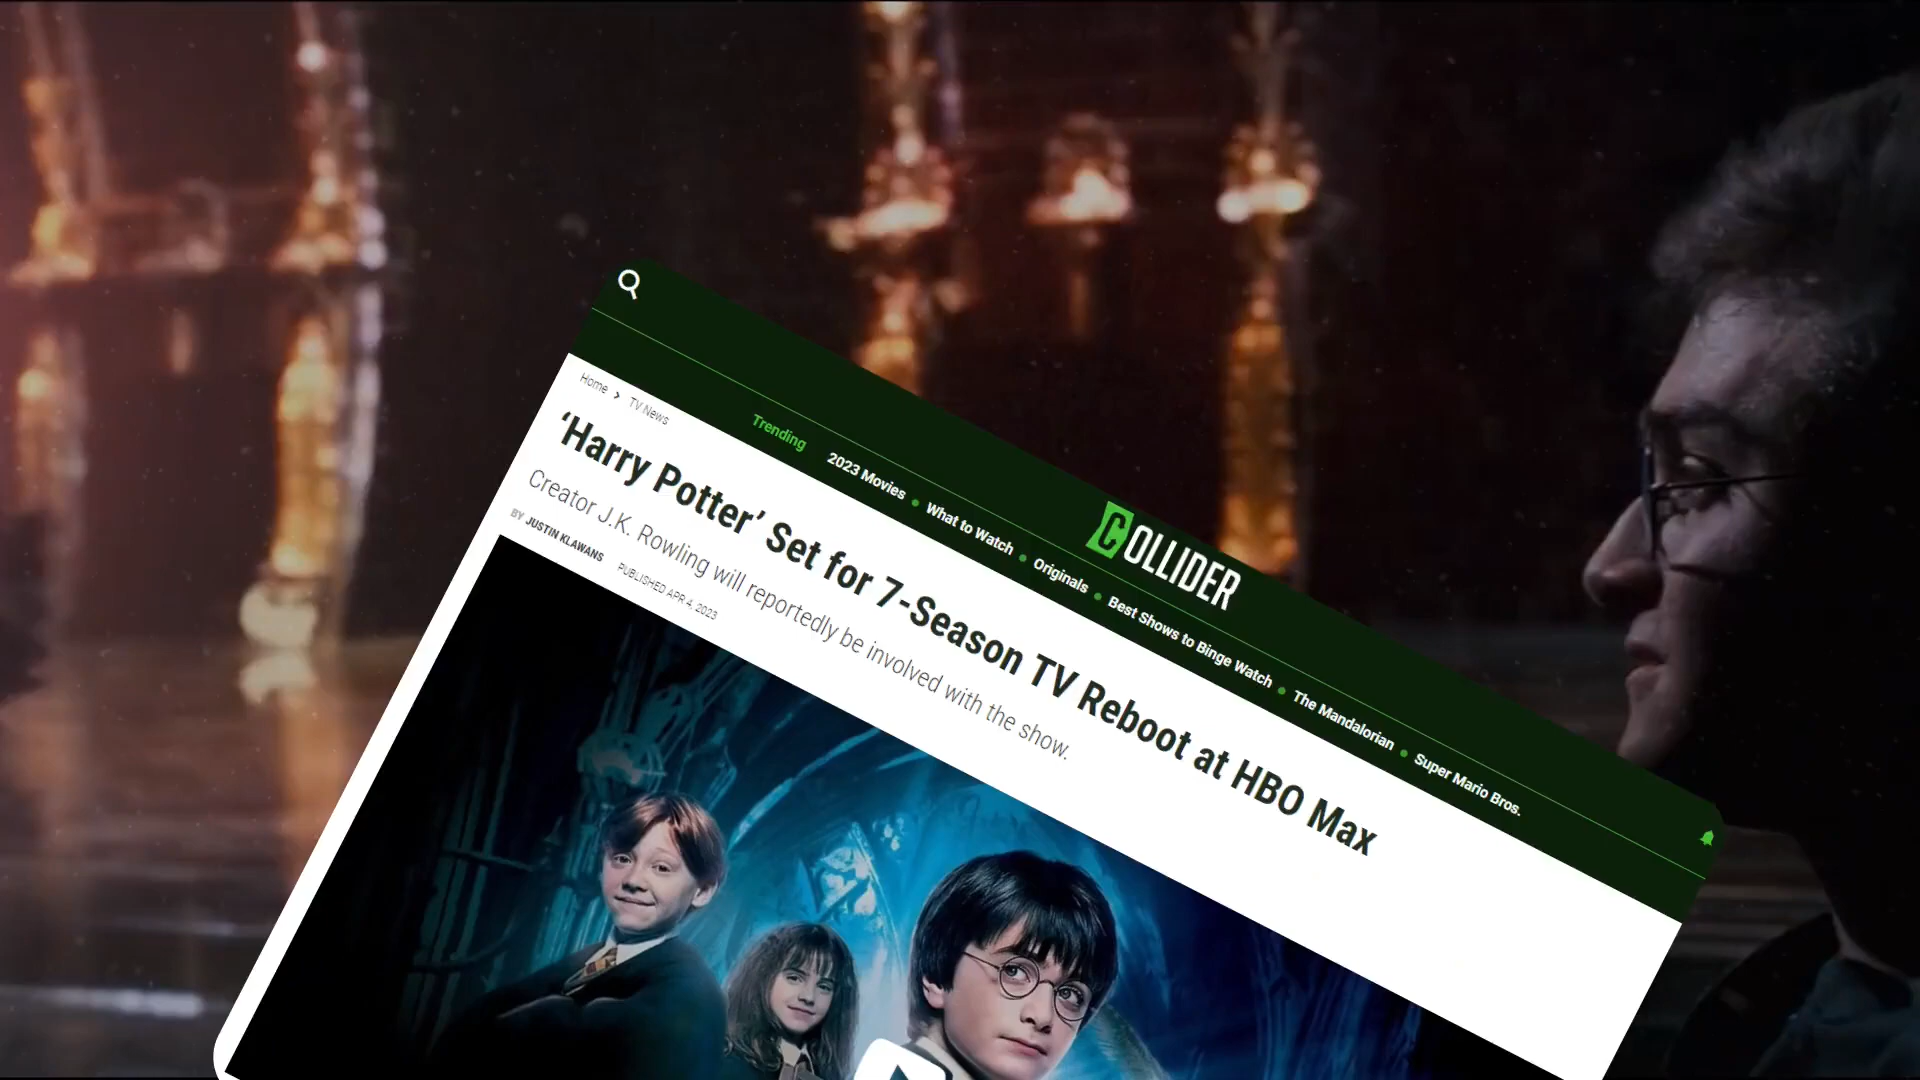 COLLIDER
Trending
2023 Movies • What to Watch • Originals • Best Shows to Binge Watch • The Mandalorian • Super Mario Bros.
Home > TV News
‘Harry Potter’ Set for 7-Season TV Reboot at HBO Max
Creator J.K. Rowling will reportedly be involved with the show.
BY JUSTIN KLAWANS PUBLISHED APR 4, 2023